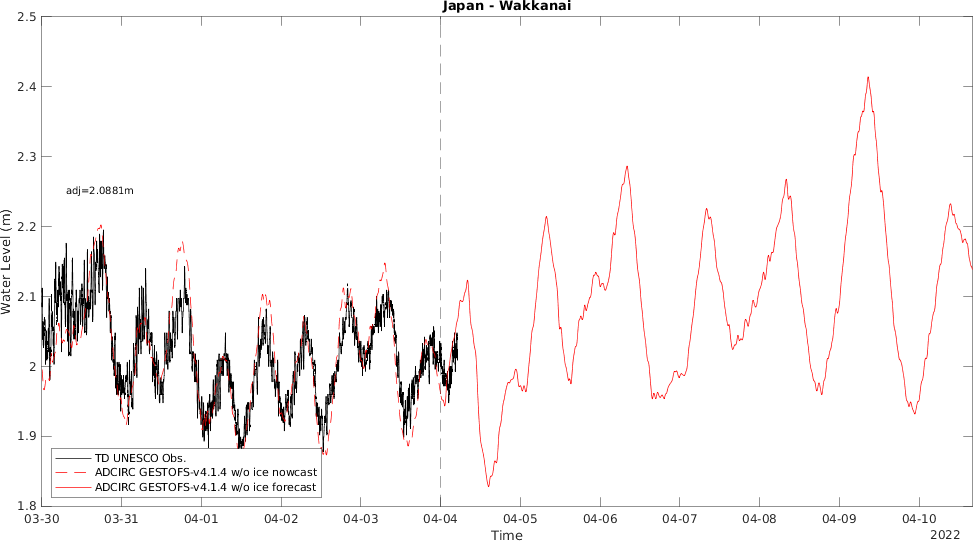 Japan - Wakkanai
2.5
2.4
2.3
2.2
2.1
2
1.9
1.8
Water Level (m)
adj=2.0881m
TD UNESCO Obs.
ADCIRC GESTOFS-v4.1.4 w/o ice nowcast
ADCIRC GESTOFS-v4.1.4 w/o ice forecast
03-30 03-31 04-01 04-02 04-03 04-04 04-05 04-06 04-07 04-08 04-09 04-10
Time
2022